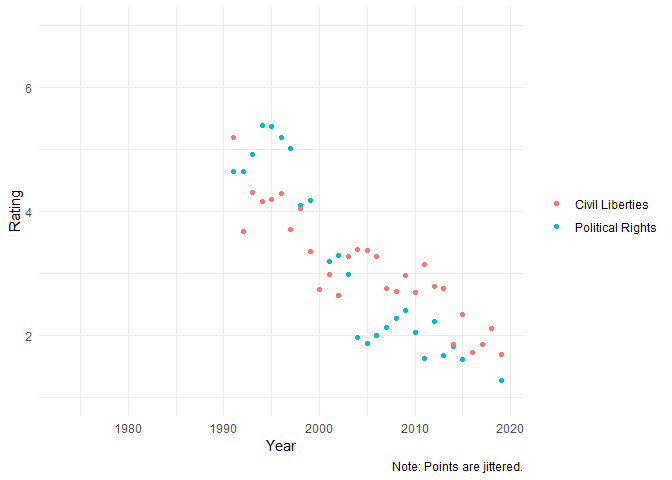 6
4
2
Rating
1980 1990 2000 2010 2020
Year
Civil Liberties
Political Rights
Note: Points are jittered.